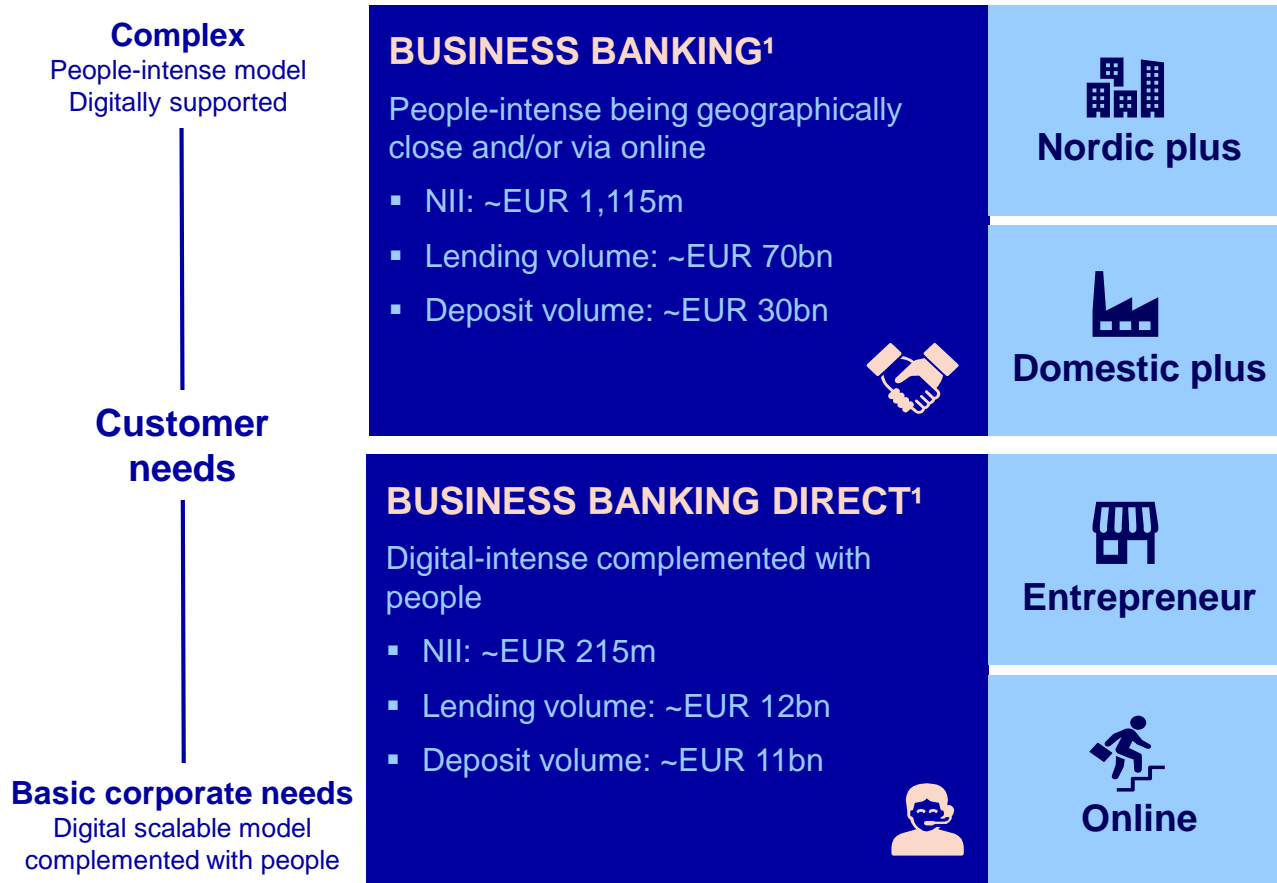 Complex
People-intense model
Digitally supported
Customer
needs
Basic corporate needs
Digital scalable model
complemented with people
BUSINESS BANKING¹
People-intense being geographically
close and/or via online
▪ NII: ~EUR 1,115m
▪ Lending volume: ~EUR 70bn
▪ Deposit volume: ~EUR 30bn
Nordic plus
Domestic plus
BUSINESS BANKING DIRECT¹
Digital-intense complemented with
people
▪ NII: ~EUR 215m
▪ Lending volume: ~EUR 12bn
▪ Deposit volume: ~EUR 11bn
Entrepreneur
Online